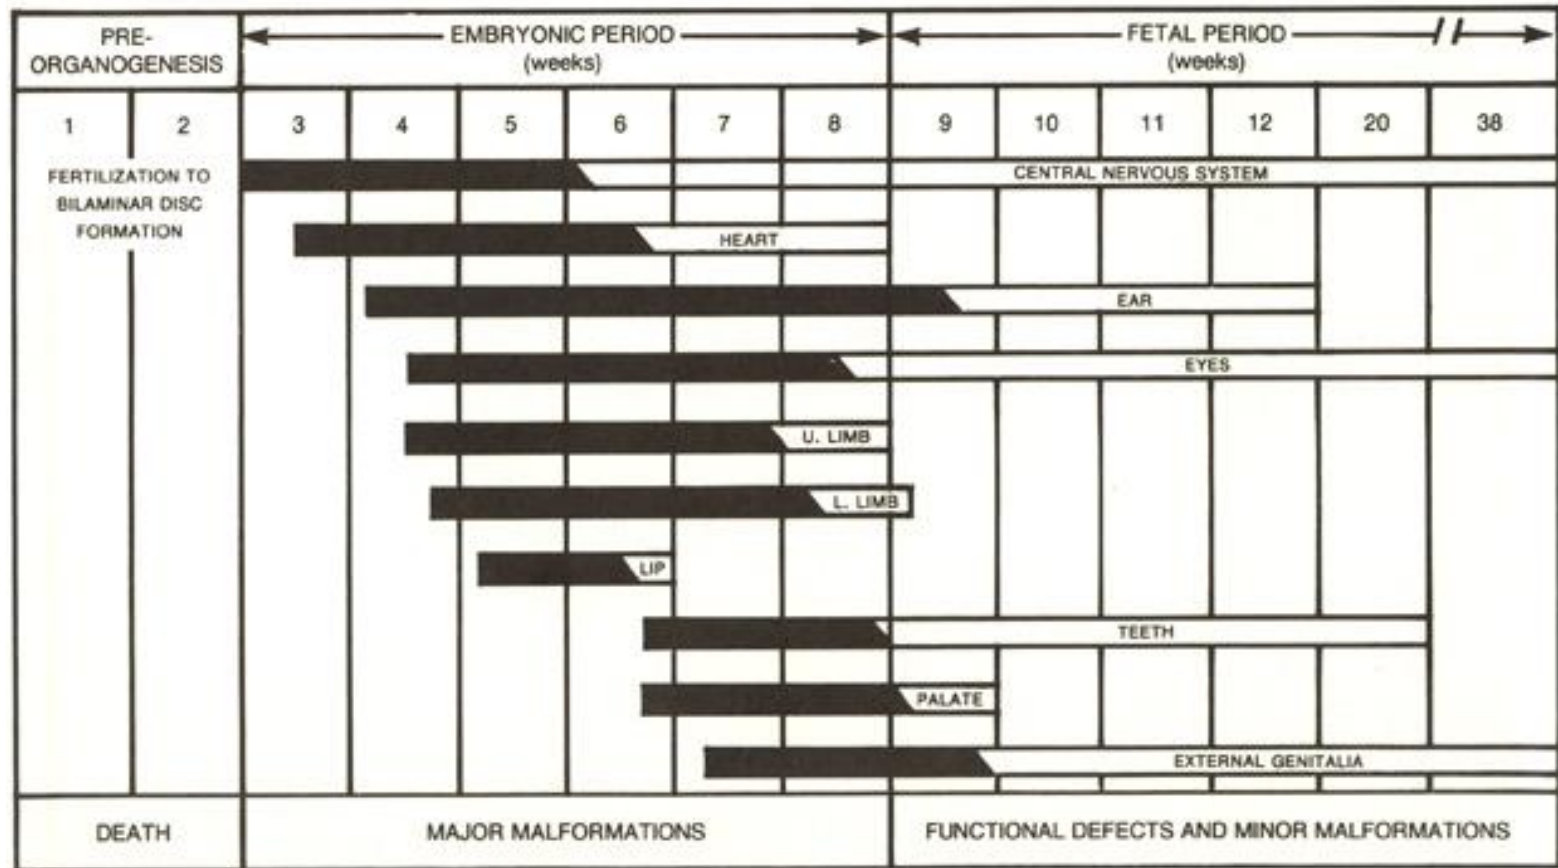 PRE-
ORGANOGENESIS
EMBRYONIC PERIOD
(weeks)
FETAL PERIOD
(weeks)
1 2 3 4 5 6 7 8 9 10 11 12 20 38
FERTILIZATION TO
BILAMINAR DISC
FORMATION
CENTRAL NERVOUS SYSTEM
HEART
EAR
EYES
U. LIMB
L. LIMB
LIP
TEETH
PALATE
EXTERNAL GENITALIA
DEATH
MAJOR MALFORMATIONS
FUNCTIONAL DEFECTS AND MINOR MALFORMATIONS